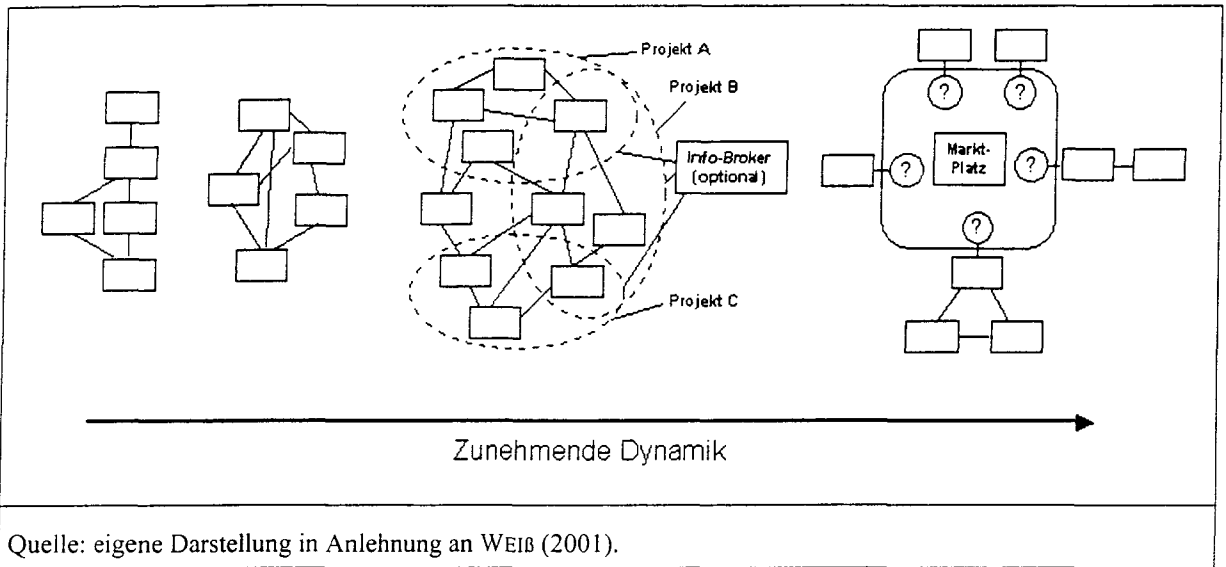 Projekt A
Projekt B
Info-Broker
(optional)
Projekt C
?
?
?
Markt-
Platz
?
?
Zunehmende Dynamik
Quelle: eigene Darstellung in Anlehnung an WEIß (2001).